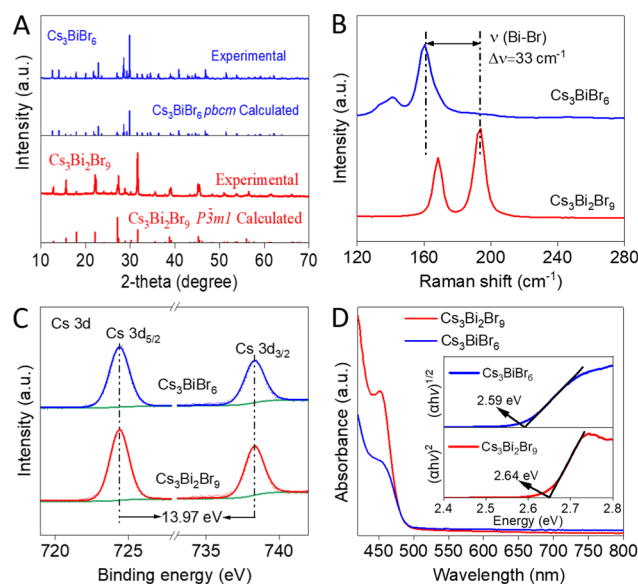 A
Cs₃BiBr₆
Experimental
Cs₃BiBr₆ pbcm Calculated
Cs₃Bi₂Br₉
Experimental
Cs₃Bi₂Br₉ P3̄m1 Calculated
Intensity (a.u.)
10 20 30 40 50 60 70
2-theta (degree)
B
ν (Bi-Br)
Δν=33 cm⁻¹
Cs₃BiBr₆
Cs₃Bi₂Br₉
Intensity (a.u.)
120 160 200 240 280
Raman shift (cm⁻¹)
C
Cs 3d
Cs 3d₅/₂
Cs 3d₃/₂
Cs₃BiBr₆
Cs₃Bi₂Br₉
13.97 eV
Intensity (a.u.)
720 725 735 740
Binding energy (eV)
D
Cs₃Bi₂Br₉
Cs₃BiBr₆
(αhν)¹/²
Cs₃BiBr₆
2.59 eV
(αhν)²
Cs₃Bi₂Br₉
2.64 eV
2.4 2.5 2.6 2.7 2.8
Energy (eV)
Absorbance (a.u.)
450 500 550 600 650 700 750 800
Wavelength (nm)